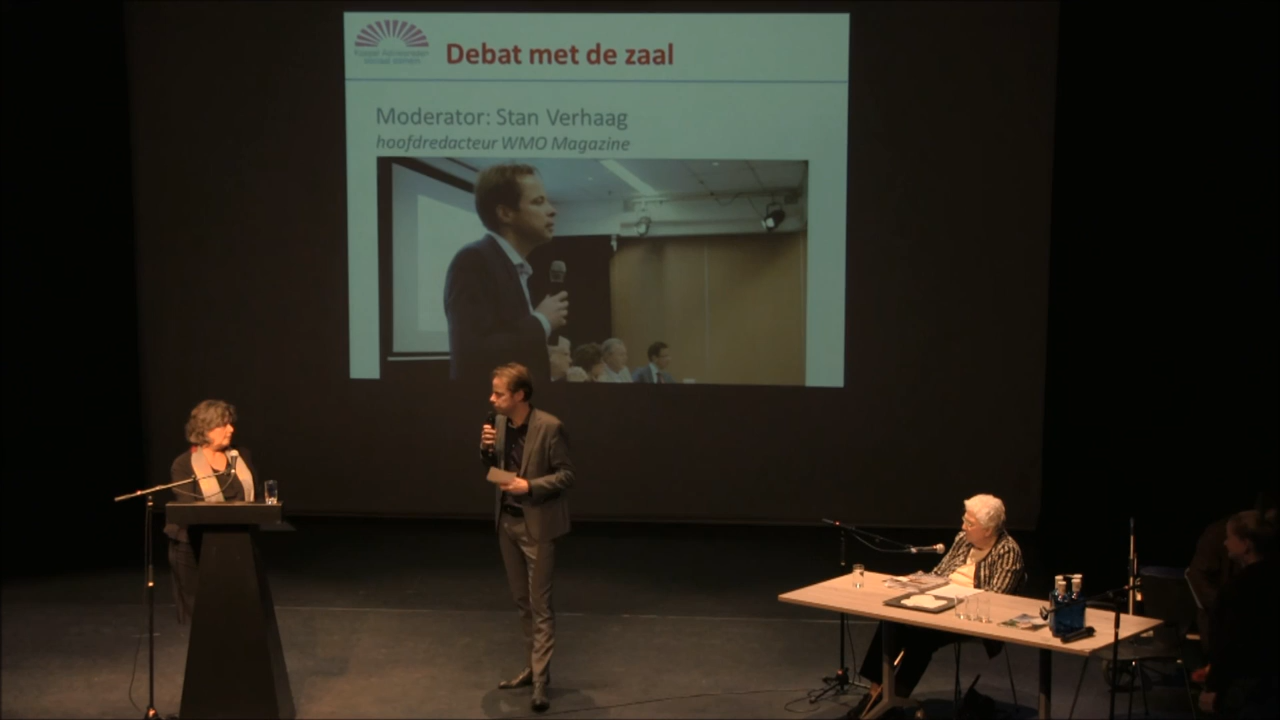 Debat met de zaal
Moderator: Stan Verhaag
hoofdredacteur WMO Magazine